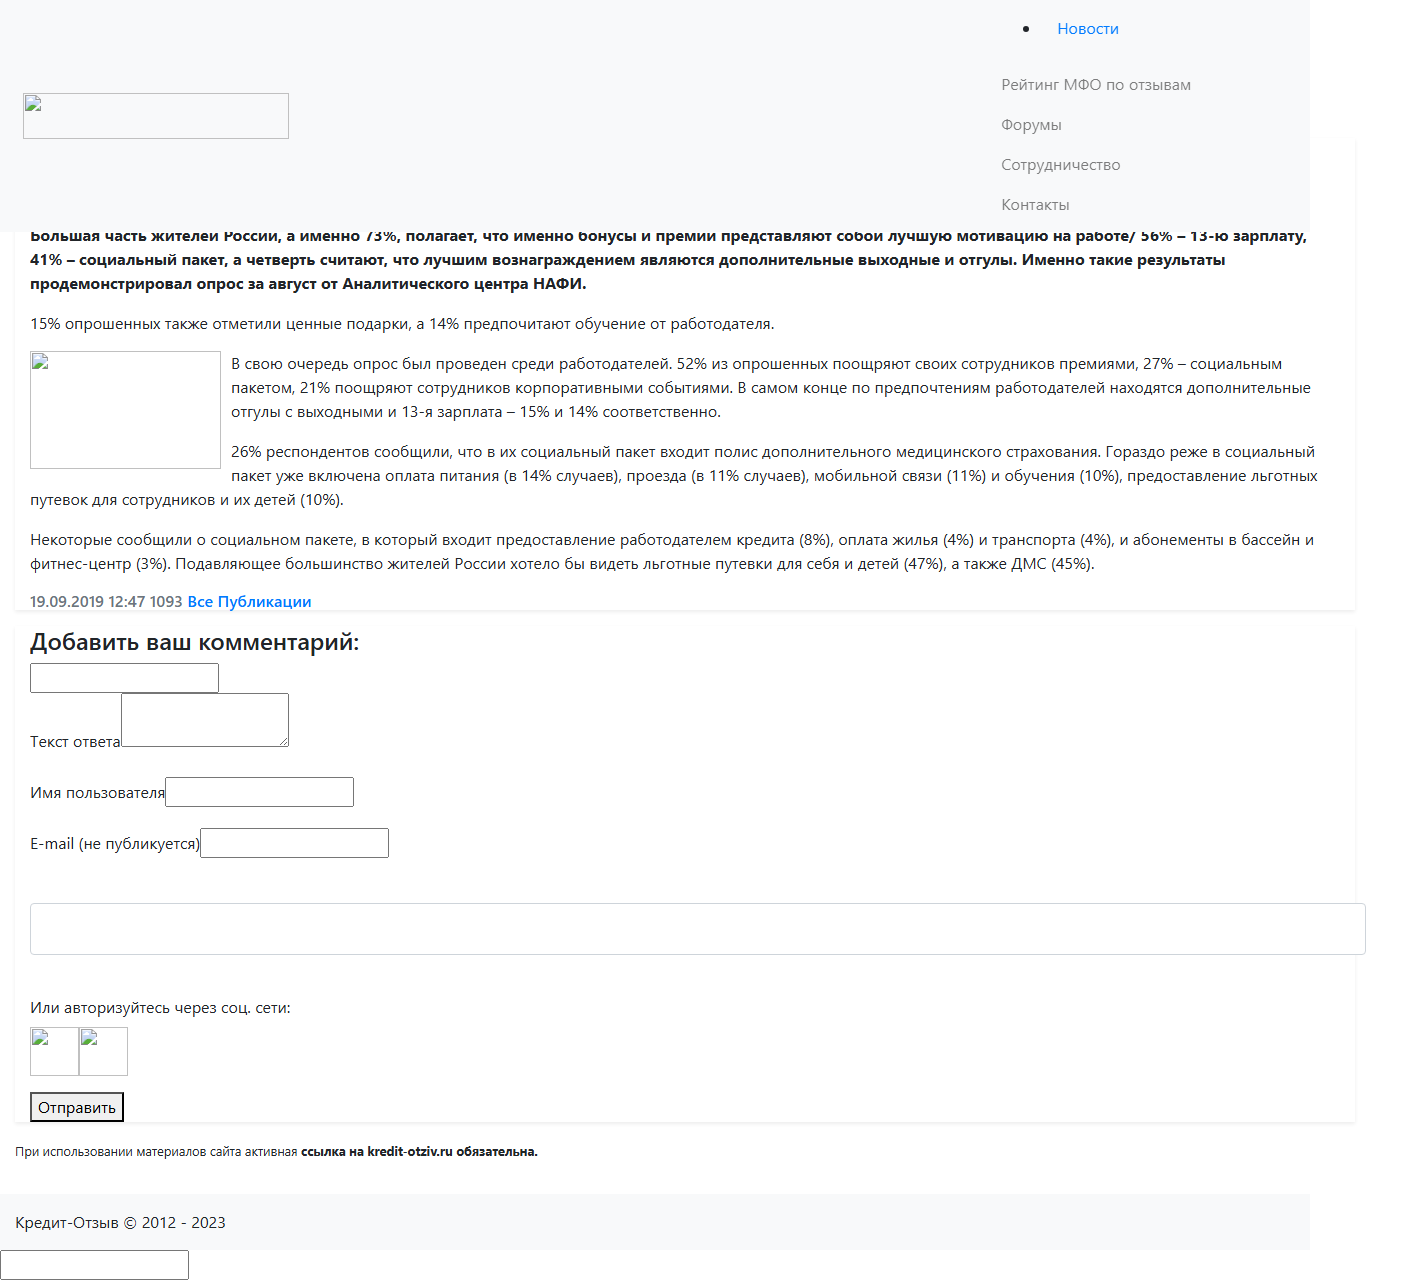 Новости
Рейтинг МФО по отзывам
Форумы
Сотрудничество
Контакты
Большая часть жителей России, а именно 73%, полагает, что именно бонусы и премии представляют собой лучшую мотивацию на работе/ 56% – 13-ю зарплату,
41% – социальный пакет, а четверть считают, что лучшим вознаграждением являются дополнительные выходные и отгулы. Именно такие результаты
продемонстрировал опрос за август от Аналитического центра НАФИ.
15% опрошенных также отметили ценные подарки, а 14% предпочитают обучение от работодателя.
В свою очередь опрос был проведен среди работодателей. 52% из опрошенных поощряют своих сотрудников премиями, 27% – социальным
пакетом, 21% поощряют сотрудников корпоративными событиями. В самом конце по предпочтениям работодателей находятся дополнительные
отгулы с выходными и 13-я зарплата – 15% и 14% соответственно.
26% респондентов сообщили, что в их социальный пакет входит полис дополнительного медицинского страхования. Гораздо реже в социальный
пакет уже включена оплата питания (в 14% случаев), проезда (в 11% случаев), мобильной связи (11%) и обучения (10%), предоставление льготных
путевок для сотрудников и их детей (10%).
Некоторые сообщили о социальном пакете, в который входит предоставление работодателем кредита (8%), оплата жилья (4%) и транспорта (4%), и абонементы в бассейн и
фитнес-центр (3%). Подавляющее большинство жителей России хотело бы видеть льготные путевки для себя и детей (47%), а также ДМС (45%).
19.09.2019 12:47 1093 Все Публикации
Добавить ваш комментарий:
Текст ответа
Имя пользователя
E-mail (не публикуется)
Или авторизуйтесь через соц. сети:
Отправить
При использовании материалов сайта активная ссылка на kredit-otziv.ru обязательна.
Кредит-Отзыв © 2012 - 2023